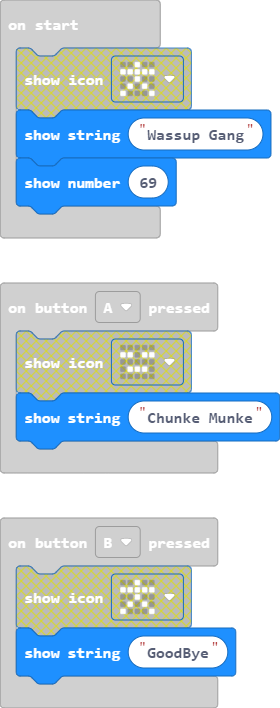 on start
show icon
show string "Wassup Gang"
show number 69
on button A pressed
show icon
show string "Chunke Munke"
on button B pressed
show icon
show string "GoodBye"